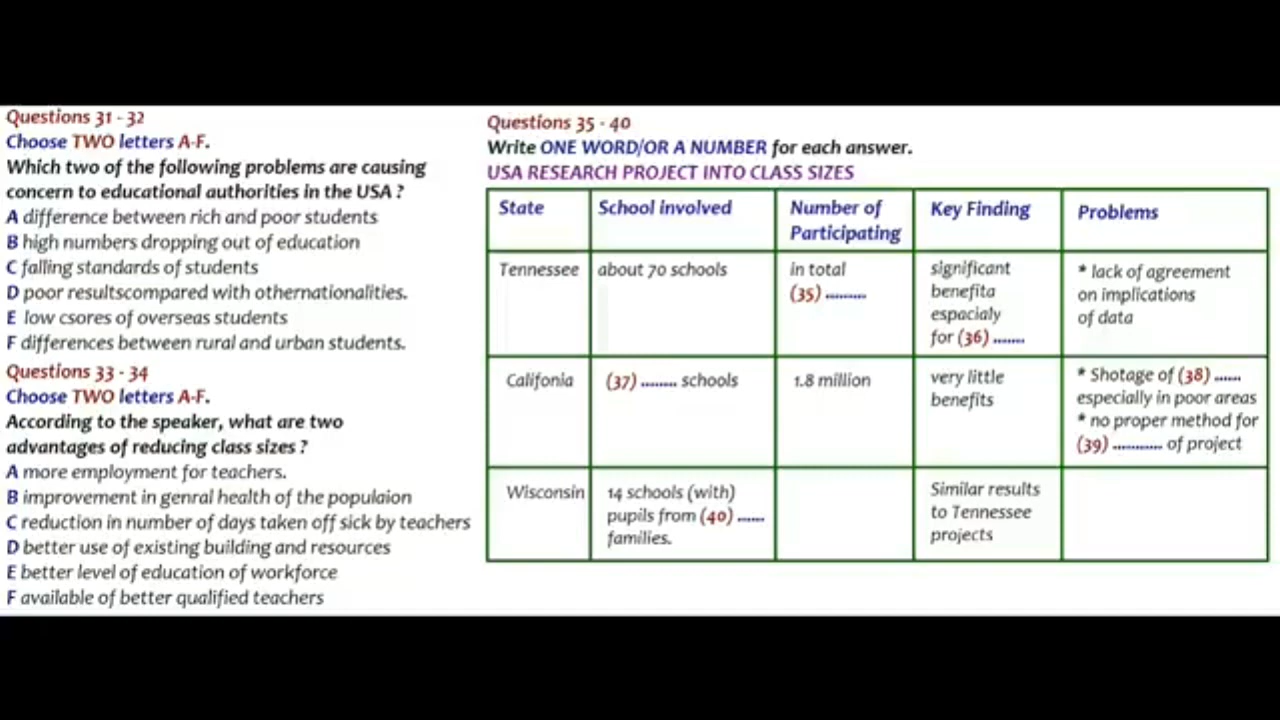 Questions 31 - 32
Choose TWO letters A-F.
Which two of the following problems are causing
concern to educational authorities in the USA ?
A difference between rich and poor students
B high numbers dropping out of education
C falling standards of students
D poor resultscompared with othernationalities.
E low csores of overseas students
F differences between rural and urban students.
Questions 33 - 34
Choose TWO letters A-F.
According to the speaker, what are two
advantages of reducing class sizes ?
A more employment for teachers.
B improvement in genral health of the populaion
C reduction in number of days taken off sick by teachers
D better use of existing building and resources
E better level of education of workforce
F available of better qualified teachers
Questions 35 - 40
Write ONE WORD/OR A NUMBER for each answer.
USA RESEARCH PROJECT INTO CLASS SIZES
State
School involved
Number of
Participating
Key Finding
Problems
Tennessee
about 70 schools
in total
(35) ..........
significant
benefita
espacialy
for (36) ........
* lack of agreement
on implications
of data
Califonia
(37) ......... schools
1.8 million
very little
benefits
* Shotage of (38) ......
especially in poor areas
* no proper method for
(39) ............ of project
Wisconsin
14 schools (with)
pupils from (40) ......
families.
Similar results
to Tennessee
projects